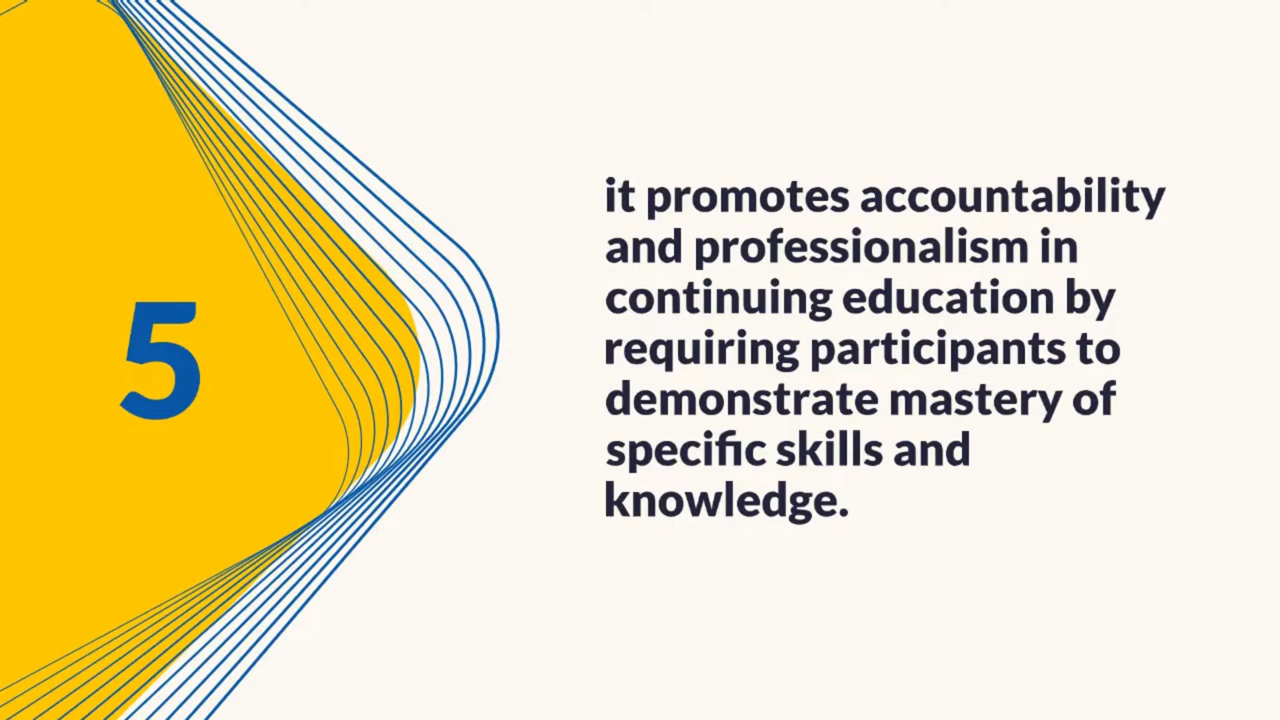 5
it promotes accountability
and professionalism in
continuing education by
requiring participants to
demonstrate mastery of
specific skills and
knowledge.